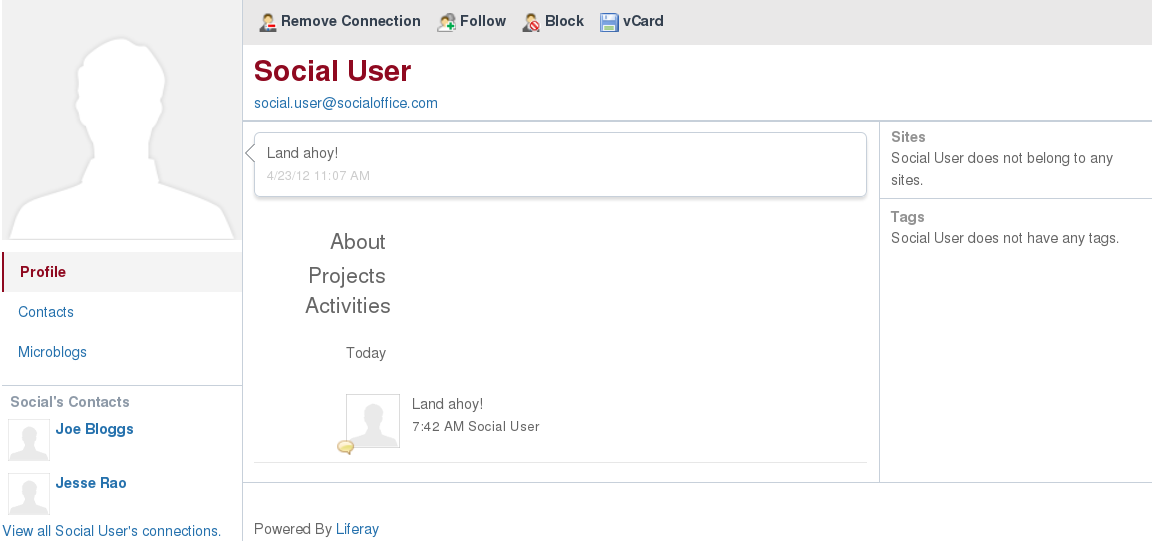 Remove Connection Follow Block vCard
Social User
social.user@socialoffice.com
Land ahoy!
4/23/12 11:07 AM
About
Projects
Activities
Today
Land ahoy!
7:42 AM Social User
Sites
Social User does not belong to any
sites.
Tags
Social User does not have any tags.
Profile
Contacts
Microblogs
Social's Contacts
Joe Bloggs
Jesse Rao
View all Social User's connections.
Powered By Liferay